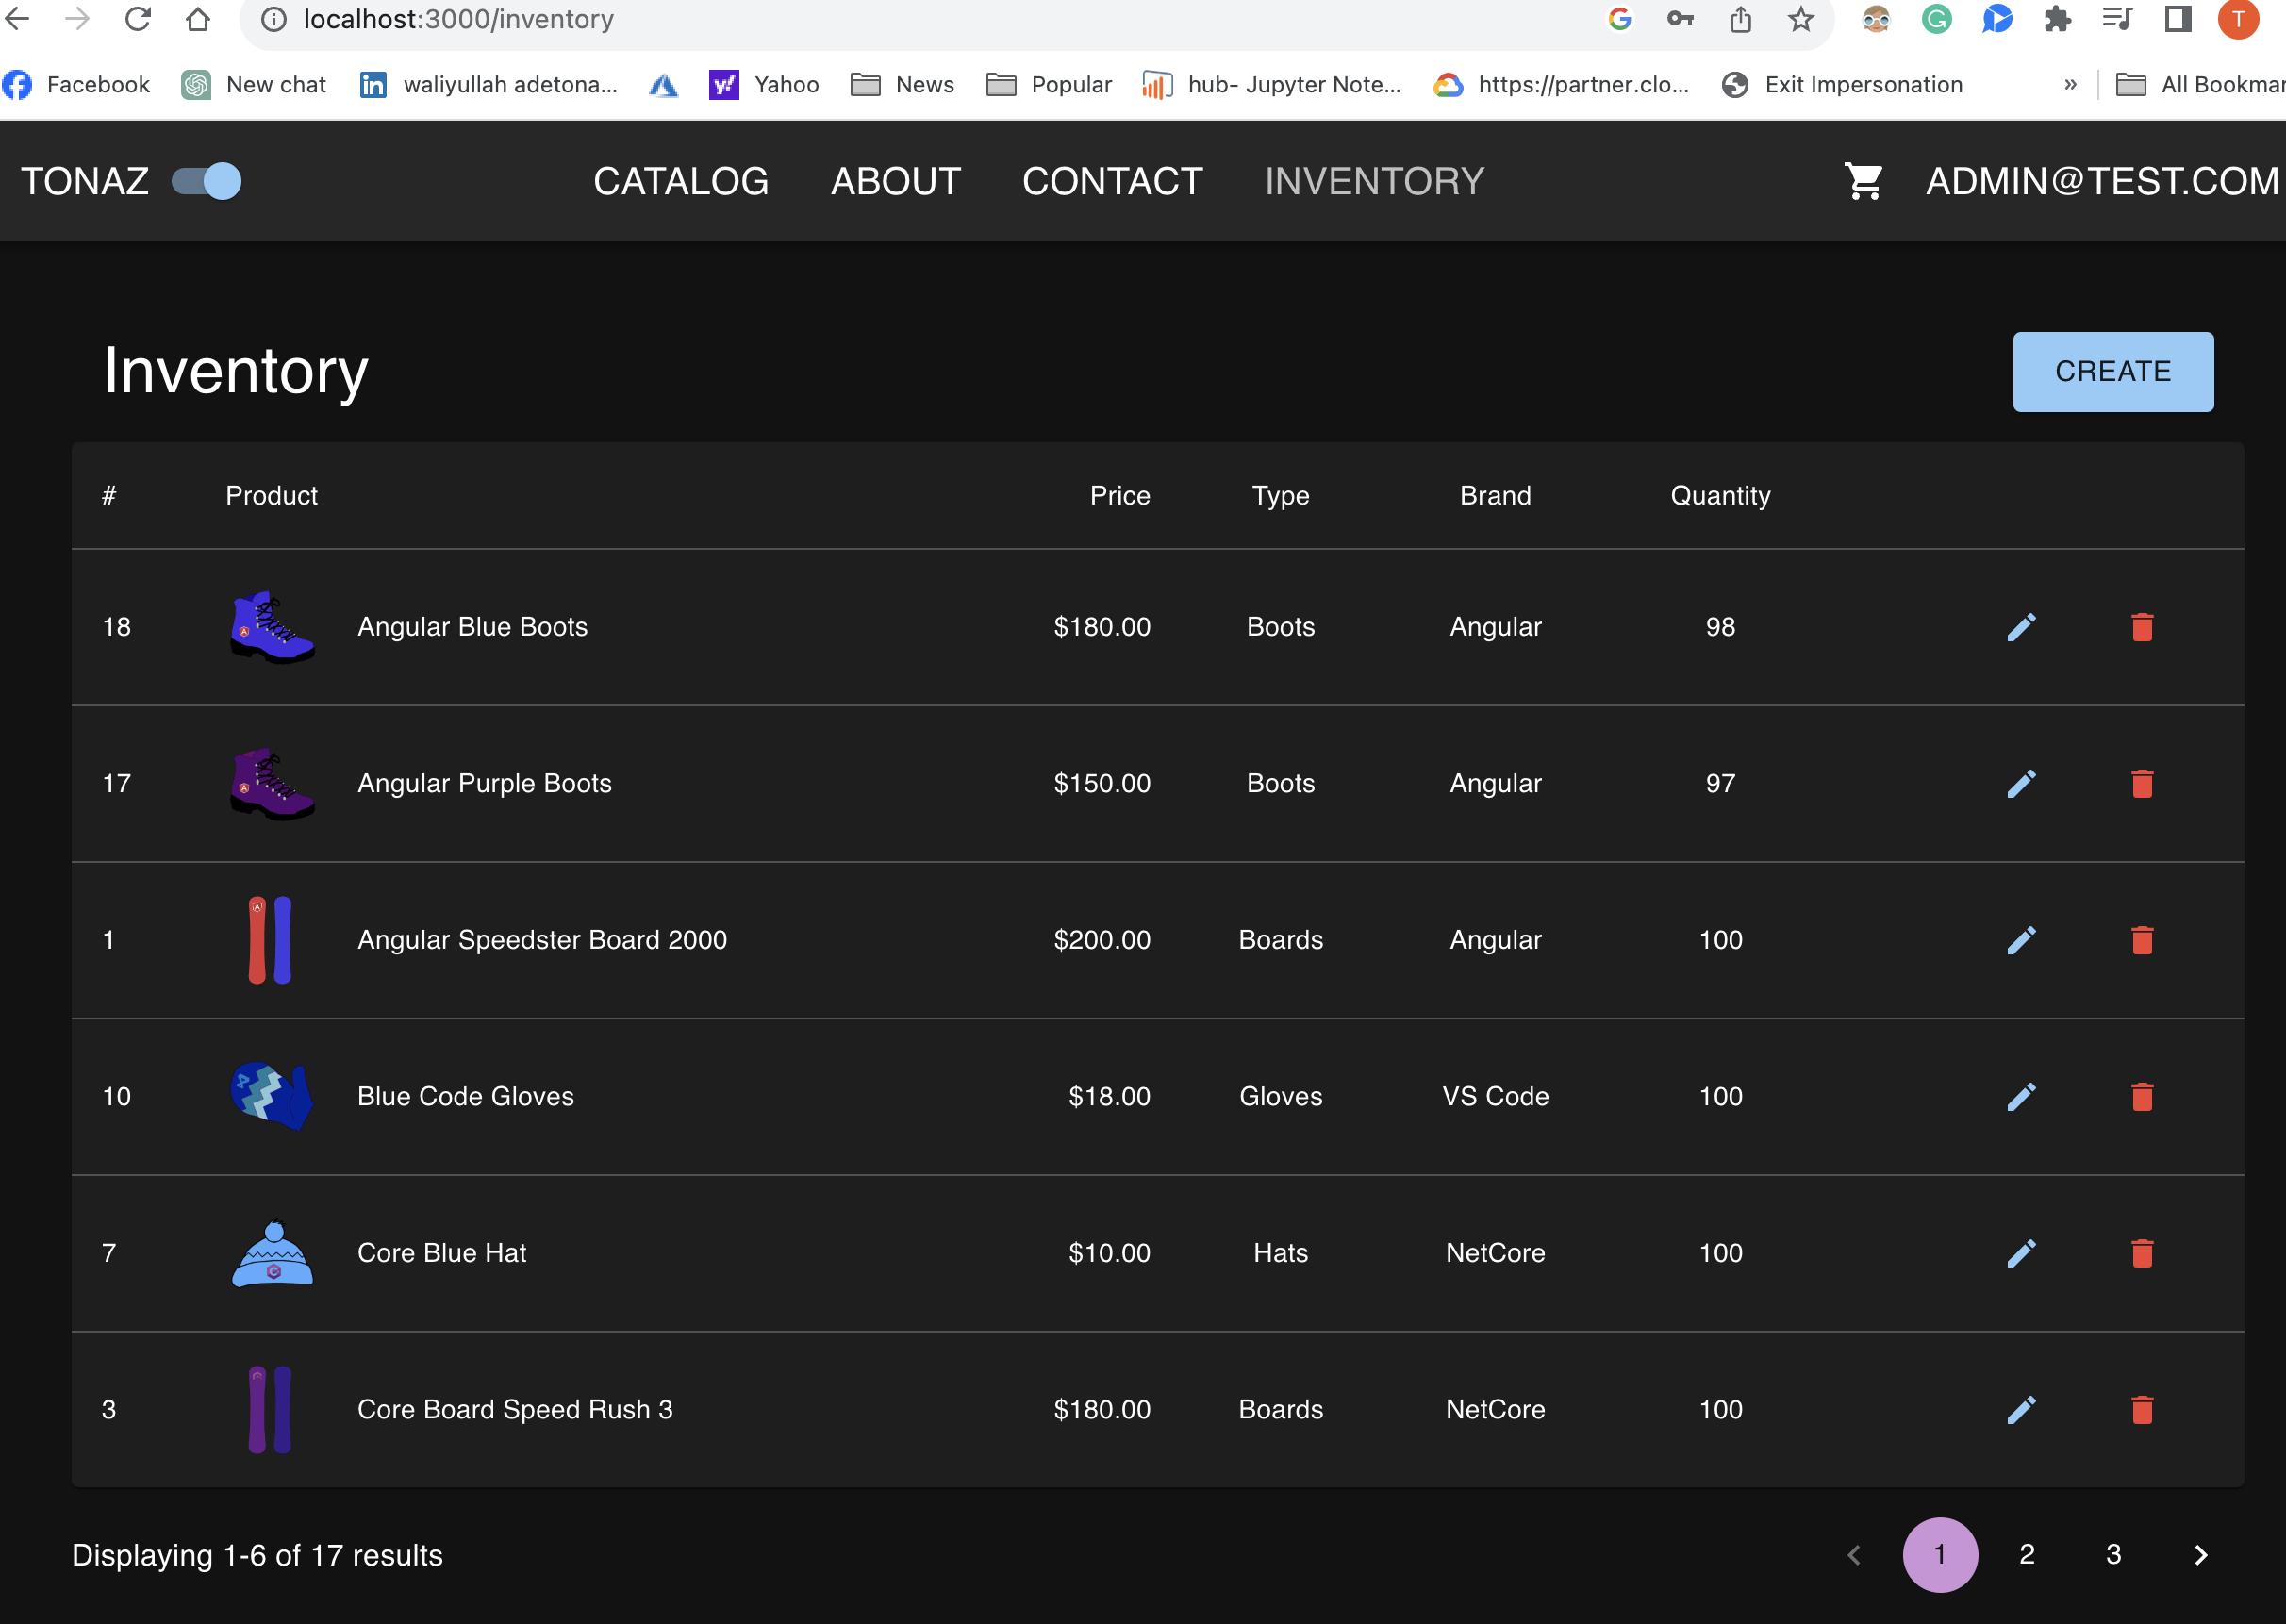 localhost:3000/inventory
T
Facebook New chat waliyullah adetona... Yahoo News Popular hub- Jupyter Note... https://partner.clo... Exit Impersonation » All Bookmar
TONAZ CATALOG ABOUT CONTACT INVENTORY ADMIN@TEST.COM
Inventory CREATE
# Product Price Type Brand Quantity
18 Angular Blue Boots $180.00 Boots Angular 98
17 Angular Purple Boots $150.00 Boots Angular 97
1 Angular Speedster Board 2000 $200.00 Boards Angular 100
10 Blue Code Gloves $18.00 Gloves VS Code 100
7 Core Blue Hat $10.00 Hats NetCore 100
3 Core Board Speed Rush 3 $180.00 Boards NetCore 100
Displaying 1-6 of 17 results 1 2 3